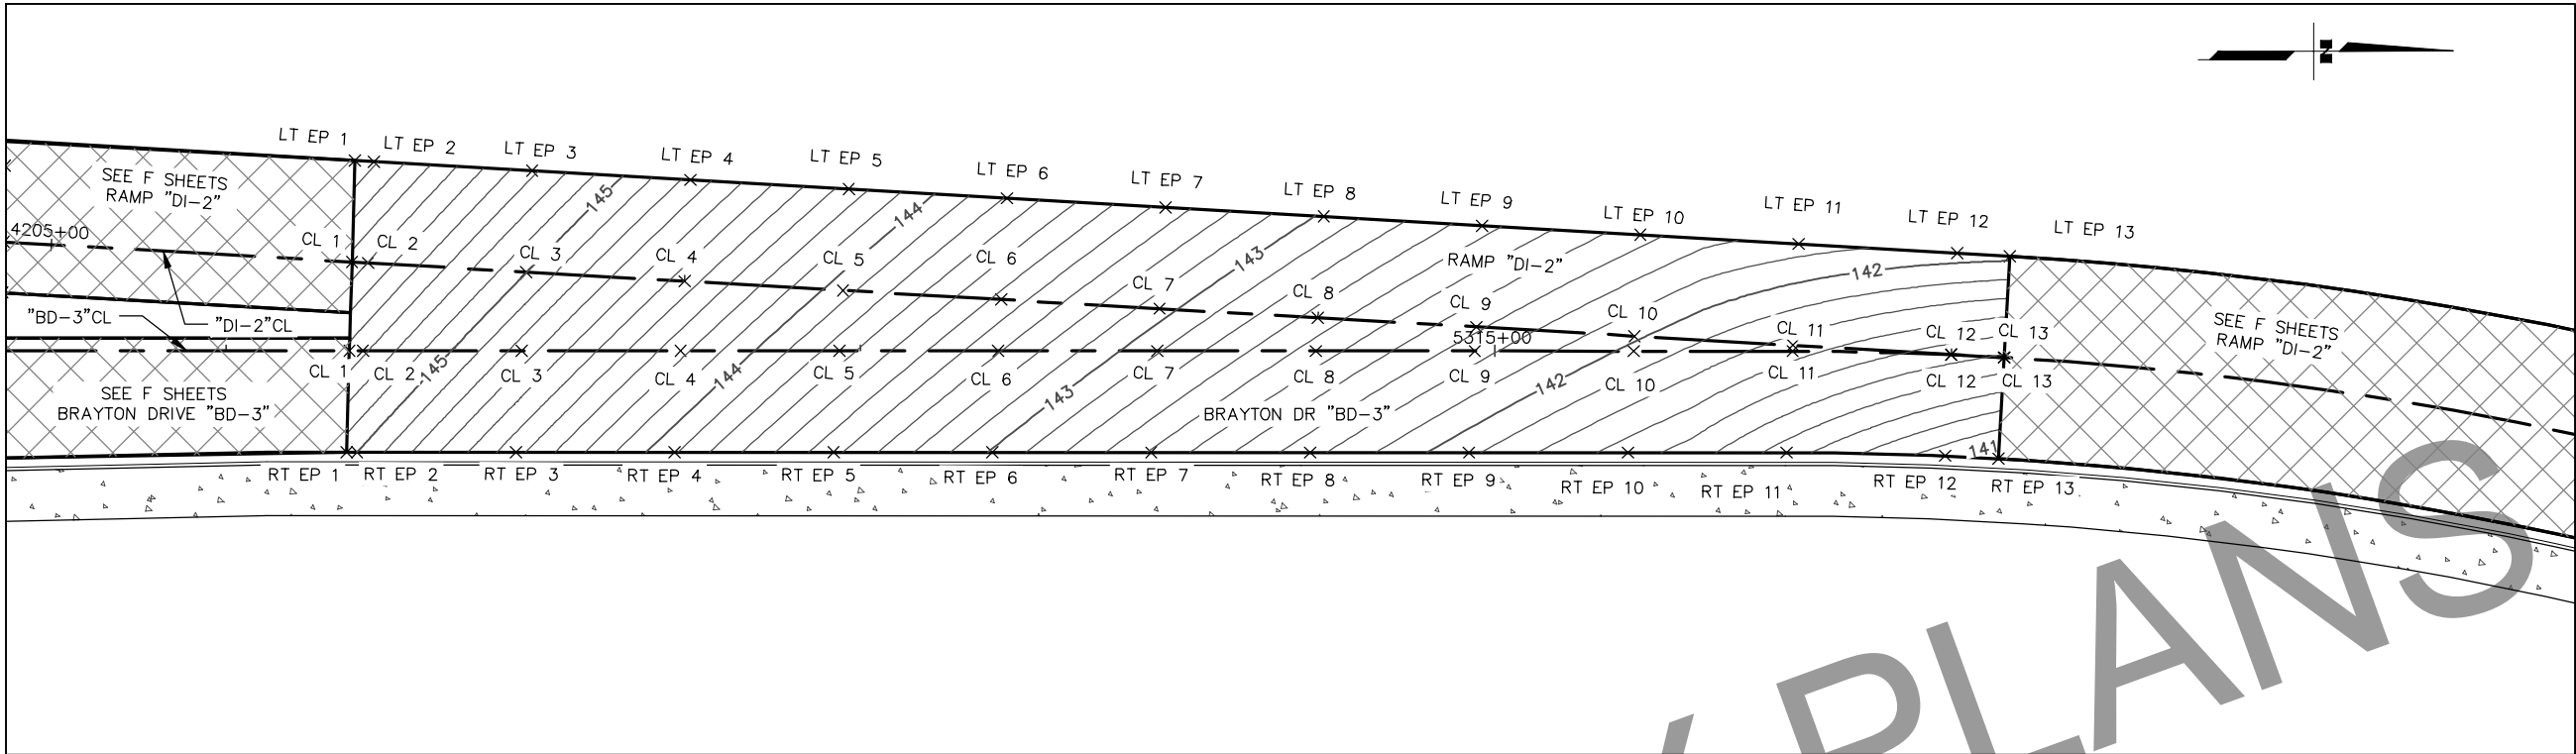 N
LT EP 1
LT EP 2
LT EP 3
LT EP 4
LT EP 5
LT EP 6
LT EP 7
LT EP 8
LT EP 9
LT EP 10
LT EP 11
LT EP 12
LT EP 13
SEE F SHEETS
RAMP "DI-2"
4205+00
145
144
143
142
RAMP "DI-2"
CL 1
CL 2
CL 3
CL 4
CL 5
CL 6
CL 7
CL 8
CL 9
CL 10
CL 11
CL 12
CL 13
SEE F SHEETS
RAMP "DI-2"
"BD-3"CL
"DI-2"CL
5315+00
CL 1
CL 2
CL 3
CL 4
CL 5
CL 6
CL 7
CL 8
CL 9
CL 10
CL 11
CL 12
CL 13
145
144
143
142
141
SEE F SHEETS
BRAYTON DRIVE "BD-3"
BRAYTON DR "BD-3"
RT EP 1
RT EP 2
RT EP 3
RT EP 4
RT EP 5
RT EP 6
RT EP 7
RT EP 8
RT EP 9
RT EP 10
RT EP 11
RT EP 12
RT EP 13
PLANS